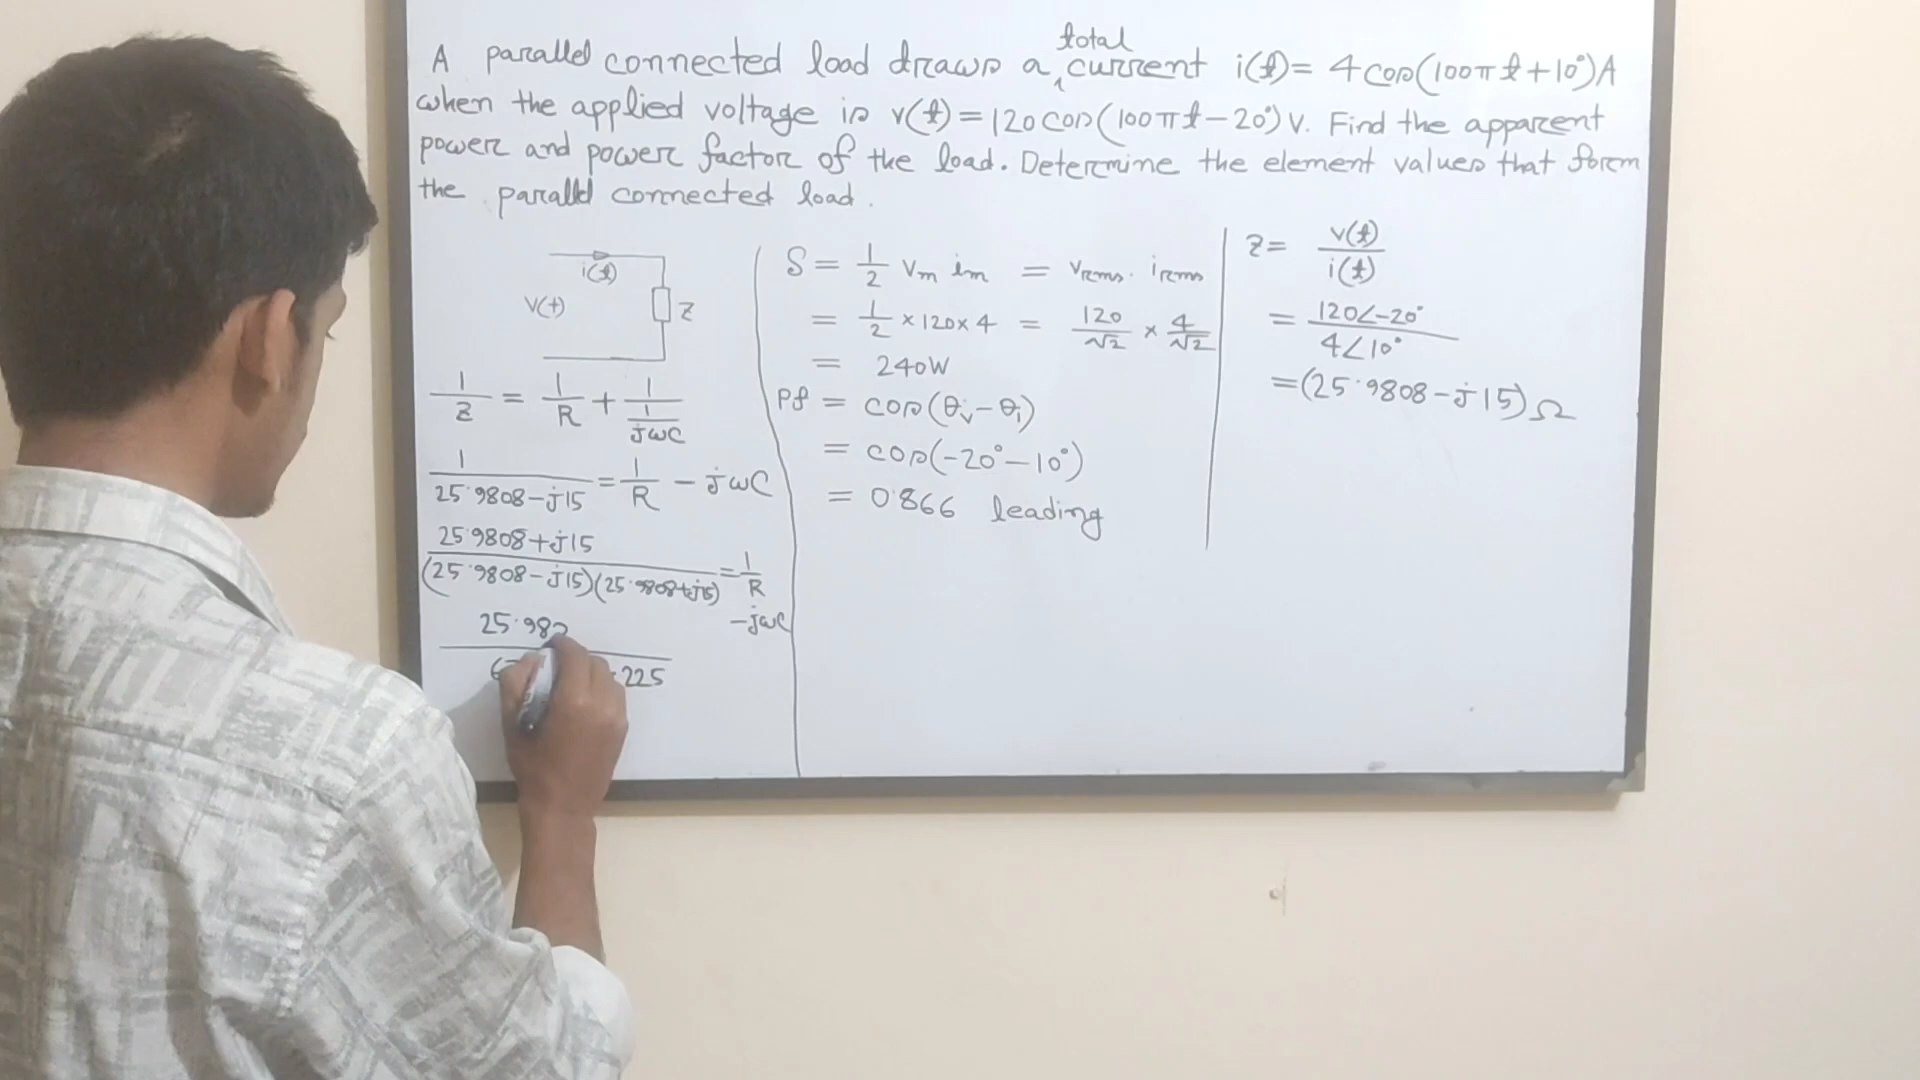 A parallel connected load draws a total current i(t) = 4 cos(100πt+10°)A
when the applied voltage is v(t) = 120 cos(100πt-20°)V. Find the apparent
power and power factor of the load. Determine the element values that form
the parallel connected load.
i(t)
V(t)
Z
1/Z = 1/R + 1/(1/jωC)
1/(25.9808-j15) = 1/R - jωC
(25.9808+j15)/((25.9808-j15)(25.9808+j15)) = 1/R
-jωC
25.98
225
S = 1/2 Vm im = Vrms. irms
= 1/2 × 120 × 4 = 120/√2 × 4/√2
= 240W
Pf = cos(θv-θi)
= cos(-20°-10°)
= 0.866 leading
Z = v(t)/i(t)
= 120∠-20°/4∠10°
= (25.9808-j15)Ω